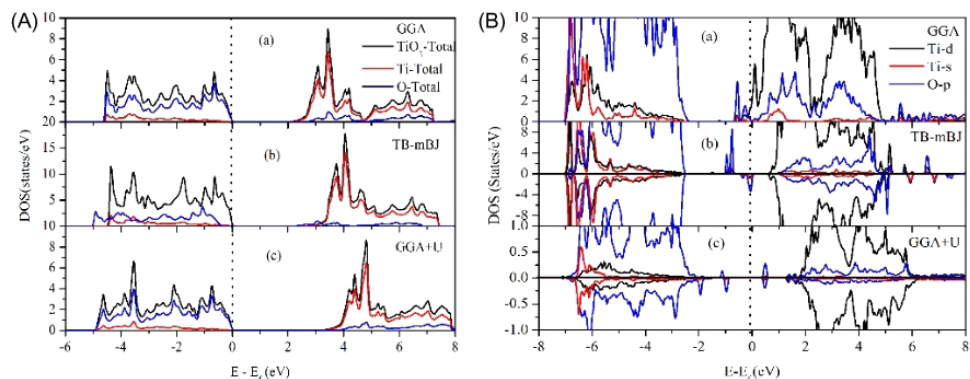 (A)
GGA
(a)
TiO2-Total
Ti-Total
O-Total
10
8
6
4
2
20
TB-mBJ
(b)
15
10
5
10
GGA+U
(c)
8
6
4
2
0
DOS(states/eV)
-6 -4 -2 0 2 4 6 8
E - Ef(eV)
(B)
GGA
(a)
Ti-d
Ti-s
O-p
10
8
6
4
2
0
TB-mBJ
(b)
8
4
0
-4
-8
GGA+U
(c)
1.0
0.5
0.0
-0.5
-1.0
DOS (States/eV)
-8 -6 -4 -2 0 2 4 6 8
E-Ef(eV)